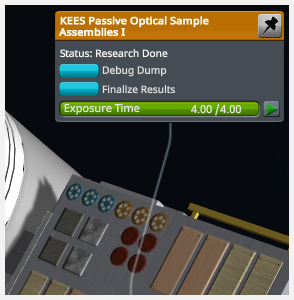 KEES Passive Optical Sample
Assemblies I
Status: Research Done
Debug Dump
Finalize Results
Exposure Time 4.00 /4.00